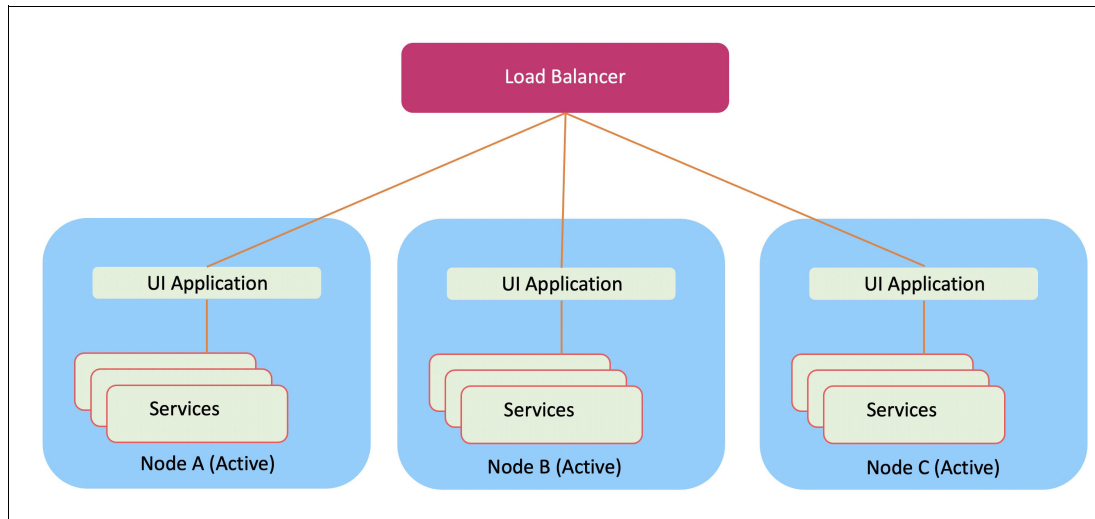 Load Balancer
UI Application
UI Application
UI Application
Services
Services
Services
Node A (Active)
Node B (Active)
Node C (Active)